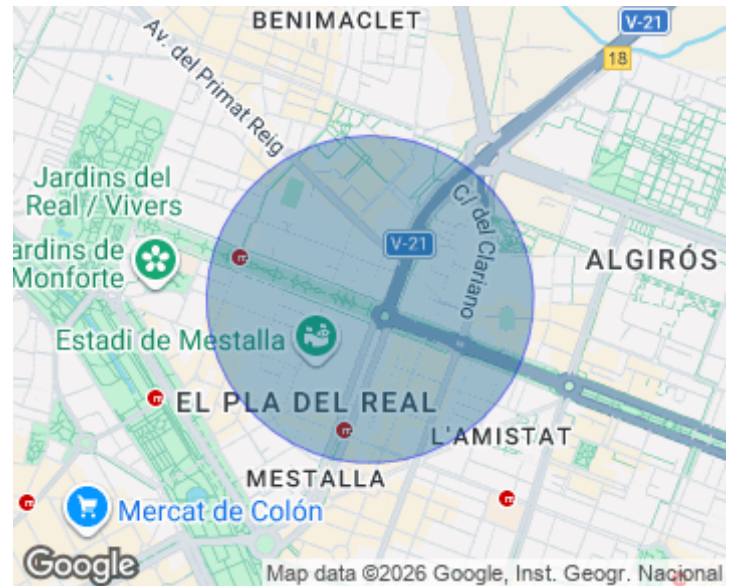 BENIMACLET
V-21
18
Av. del Primat Reig
Jardins del
Real / Vivers
C/ del Clariano
V-21
ardins de
Monforte
ALGIRÓS
Estadi de Mestalla
EL PLA DEL REAL
L'AMISTAT
MESTALLA
Mercat de Colón
Google
Map data ©2026 Google, Inst. Geogr. Nacional